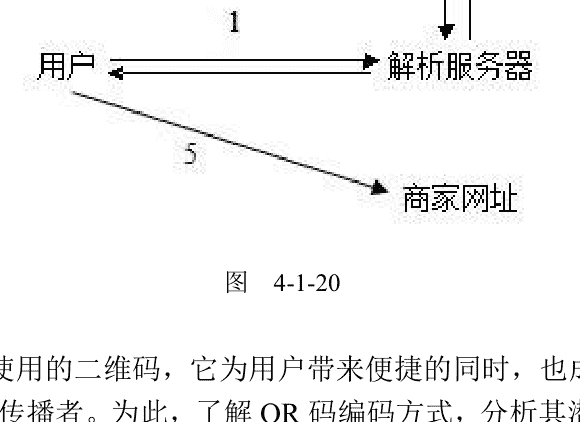 1
用户
解析服务器
5
商家网址
图 4-1-20
使用的二维码，它为用户带来便捷的同时，也
传播者。为此，了解 QR 码编码方式，分析其